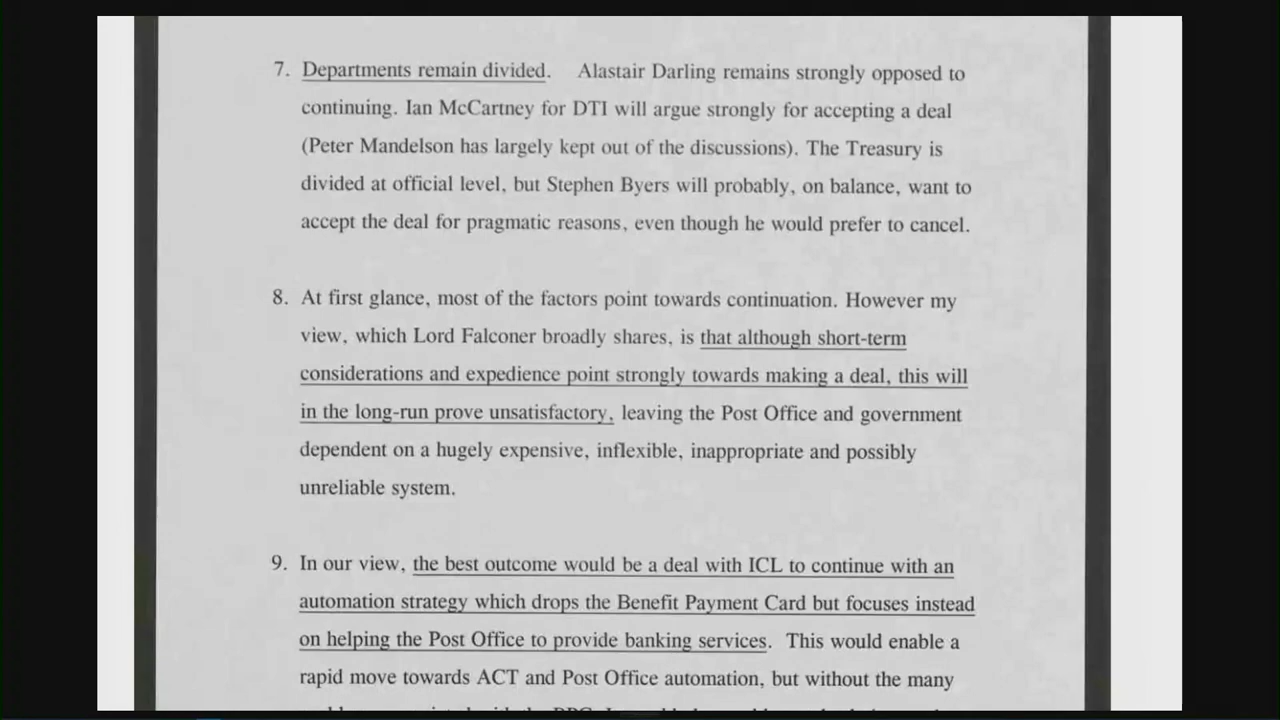 7. Departments remain divided. Alastair Darling remains strongly opposed to
continuing. Ian McCartney for DTI will argue strongly for accepting a deal
(Peter Mandelson has largely kept out of the discussions). The Treasury is
divided at official level, but Stephen Byers will probably, on balance, want to
accept the deal for pragmatic reasons, even though he would prefer to cancel.
8. At first glance, most of the factors point towards continuation. However my
view, which Lord Falconer broadly shares, is that although short-term
considerations and expedience point strongly towards making a deal, this will
in the long-run prove unsatisfactory, leaving the Post Office and government
dependent on a hugely expensive, inflexible, inappropriate and possibly
unreliable system.
9. In our view, the best outcome would be a deal with ICL to continue with an
automation strategy which drops the Benefit Payment Card but focuses instead
on helping the Post Office to provide banking services. This would enable a
rapid move towards ACT and Post Office automation, but without the many